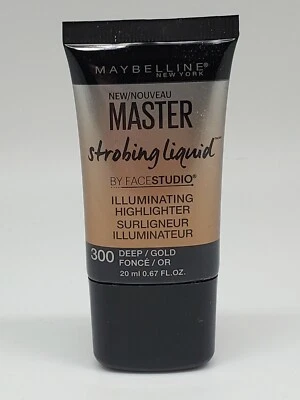 MAYBELLINE
NEW YORK
NEW/NOUVEAU
MASTER
strobing liquid™
BY FACESTUDIO®
ILLUMINATING
HIGHLIGHTER
SURLIGNEUR
ILLUMINATEUR
300 DEEP / GOLD
FONCÉ / OR
20 ml 0.67 FL.OZ.